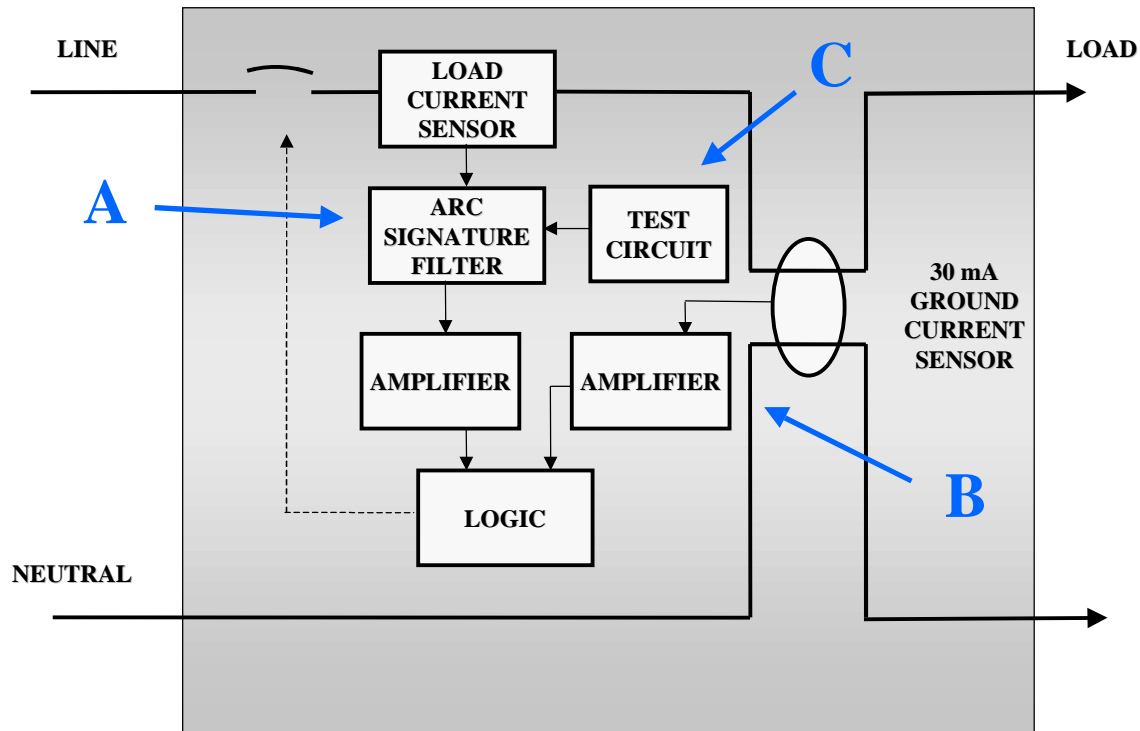 LINE
LOAD
CURRENT
SENSOR
C
LOAD
A
ARC
SIGNATURE
FILTER
TEST
CIRCUIT
30 mA
GROUND
CURRENT
SENSOR
AMPLIFIER
AMPLIFIER
B
LOGIC
NEUTRAL